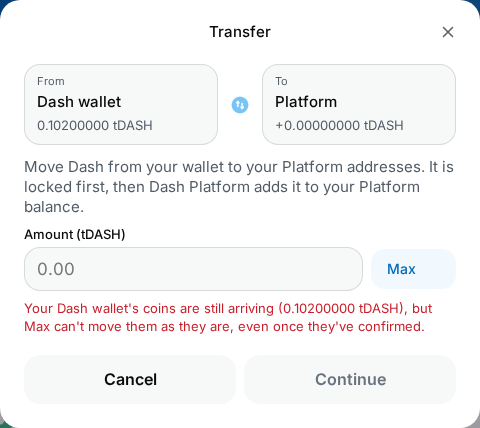 Transfer
From
Dash wallet
0.10200000 tDASH
To
Platform
+0.00000000 tDASH
Move Dash from your wallet to your Platform addresses. It is
locked first, then Dash Platform adds it to your Platform
balance.
Amount (tDASH)
0.00
Max
Your Dash wallet's coins are still arriving (0.10200000 tDASH), but
Max can't move them as they are, even once they've confirmed.
Cancel
Continue